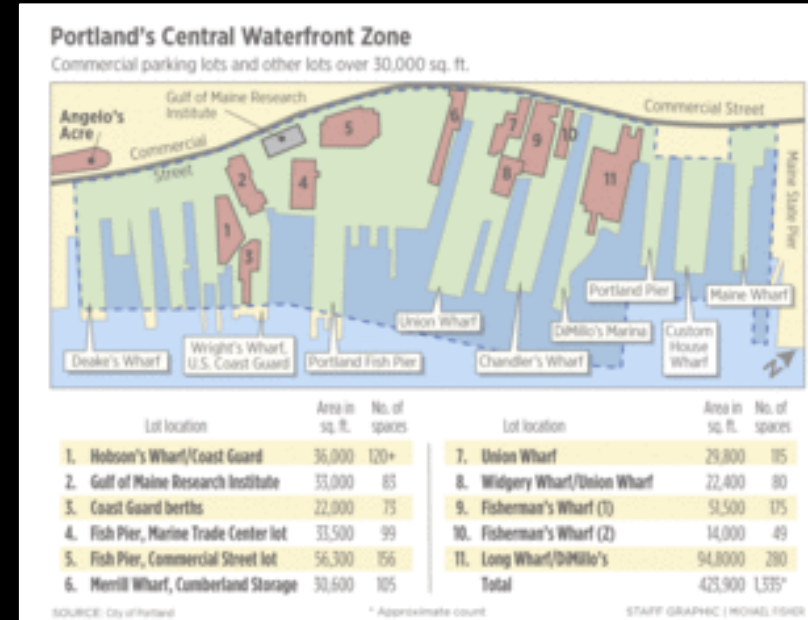 Portland's Central Waterfront Zone
Commercial parking lots and other lots over 30,000 sq. ft.
Angelo's
Acre
Gulf of Maine Research
Institute
Commercial
Street
Commercial Street
Maine State Pier
1
2
3
4
5
6
7
8
9
10
11
Deake's Wharf
Wright's Wharf,
U.S. Coast Guard
Portland Fish Pier
Union Wharf
Chandler's Wharf
DiMillo's Marina
Portland Pier
Custom
House
Wharf
Maine Wharf
N
Lot location Area in sq. ft. No. of spaces
1. Hobson's Wharf/Coast Guard 36,000 120+
2. Gulf of Maine Research Institute 33,000 83
3. Coast Guard berths 22,000 73
4. Fish Pier, Marine Trade Center lot 33,500 99
5. Fish Pier, Commercial Street lot 56,300 156
6. Merrill Wharf, Cumberland Storage 30,600 105
Lot location Area in sq. ft. No. of spaces
7. Union Wharf 29,800 115
8. Widgery Wharf/Union Wharf 22,400 80
9. Fisherman's Wharf (1) 51,500 175
10. Fisherman's Wharf (2) 14,000 49
11. Long Wharf/DiMillo's 94,8000 280
Total 423,900 1,335*
SOURCE: City of Portland
* Approximate count
STAFF GRAPHIC | MICHAEL FISHER